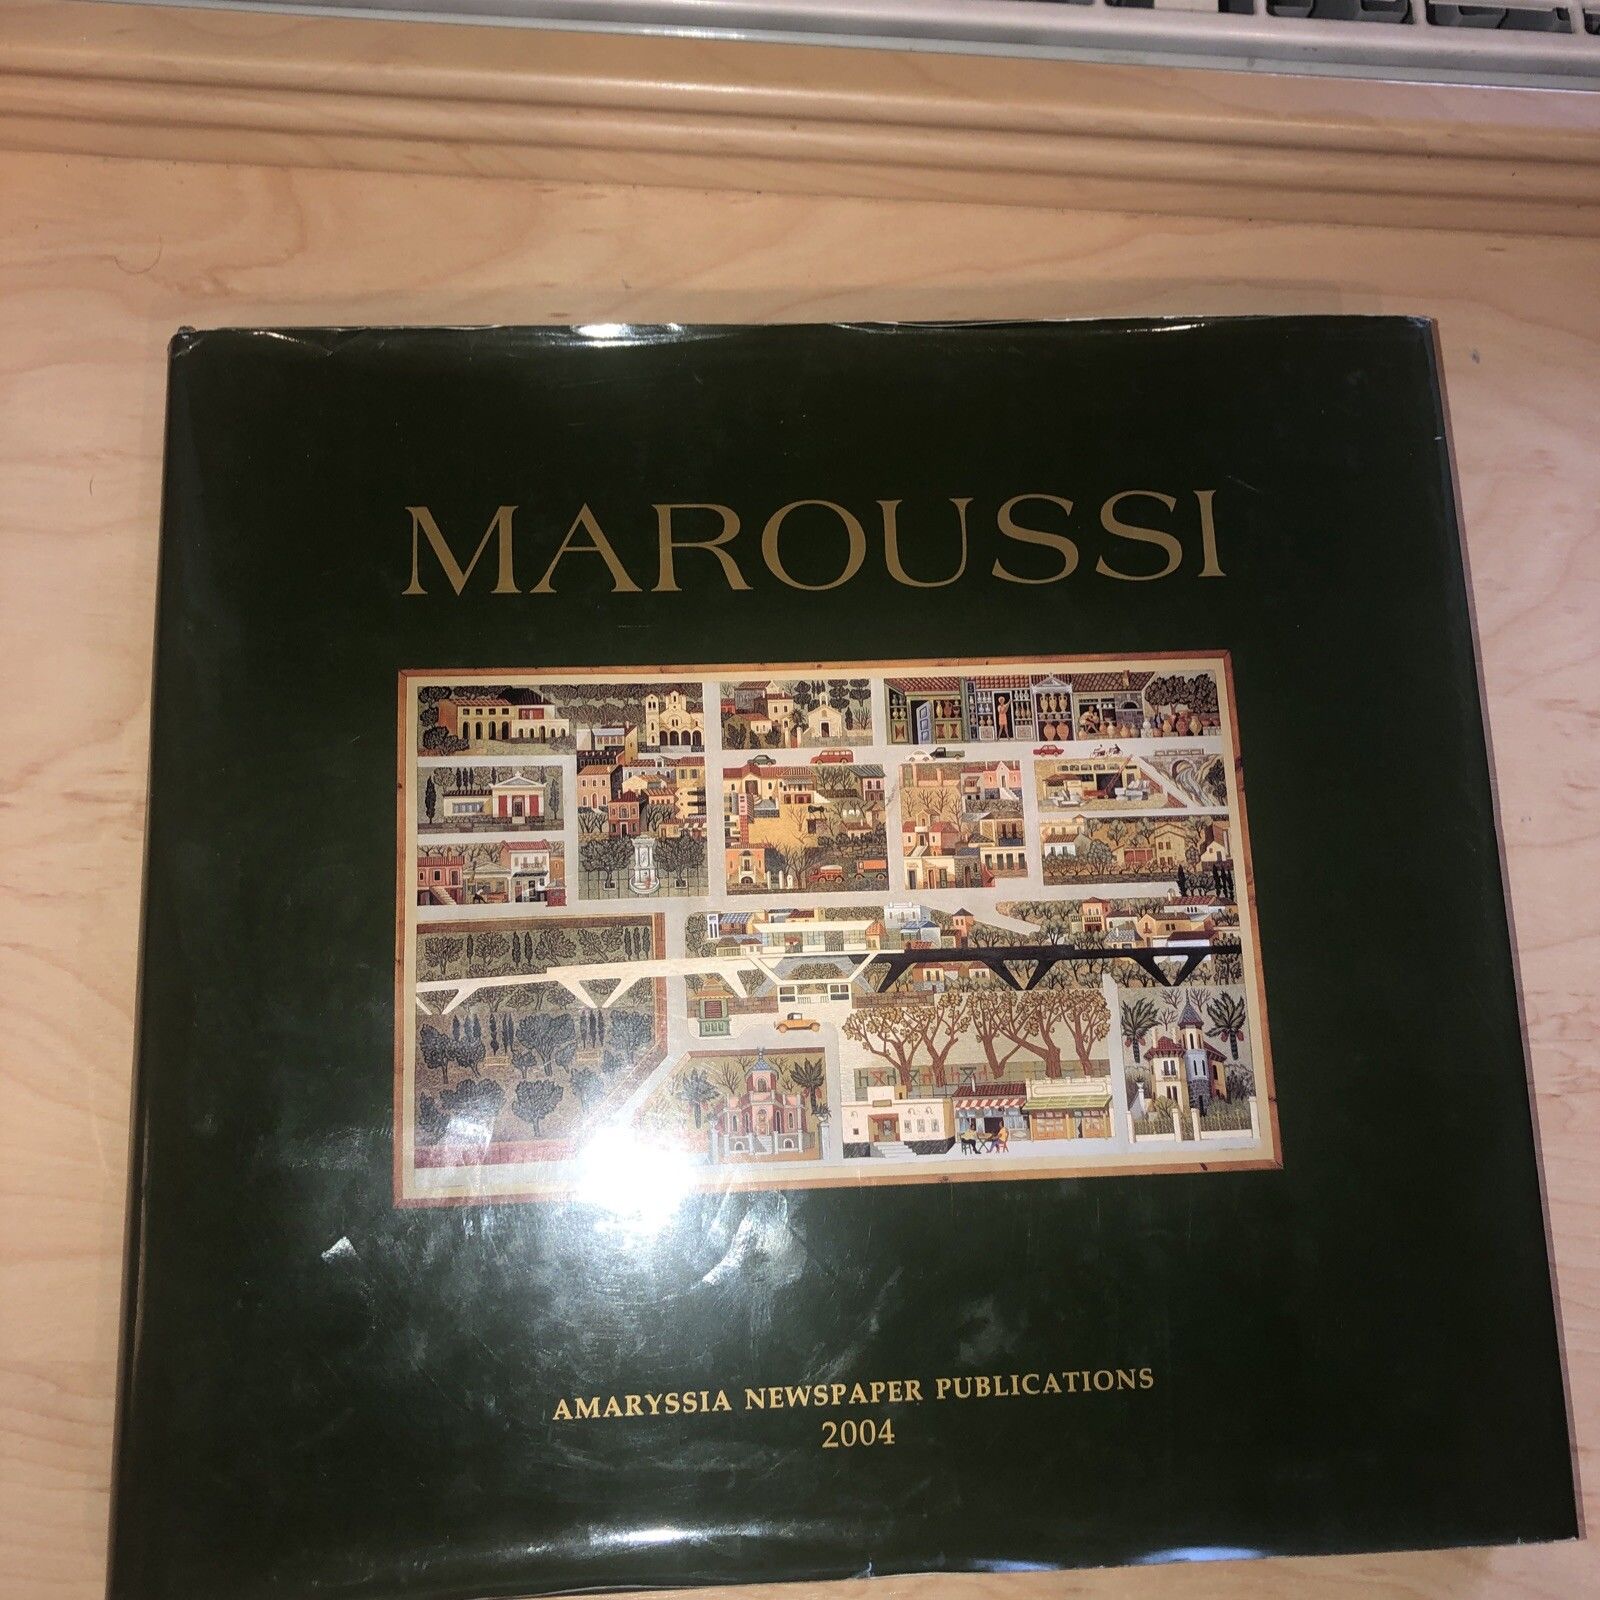 MAROUSSI
AMARYSSIA NEWSPAPER PUBLICATIONS
2004